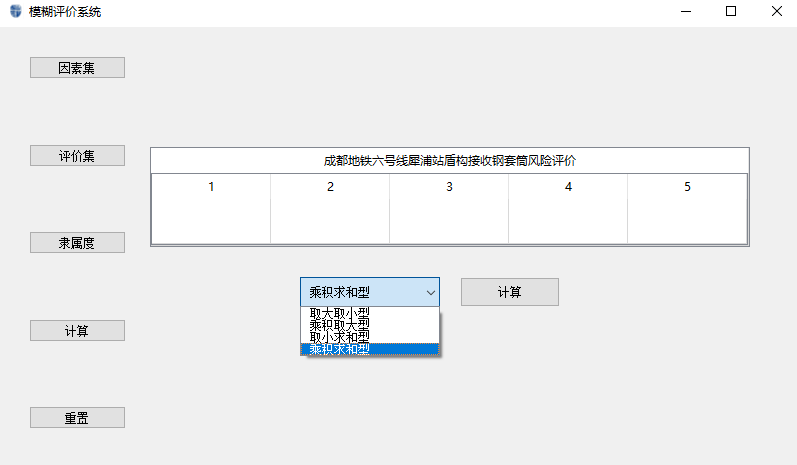 模糊评价系统
因素集
评价集
成都地铁六号线犀浦站盾构接收钢套筒风险评价
1 2 3 4 5
隶属度
乘积求和型 计算
取大取小型
乘积取大型
计算
取小求和型
乘积求和型
重置